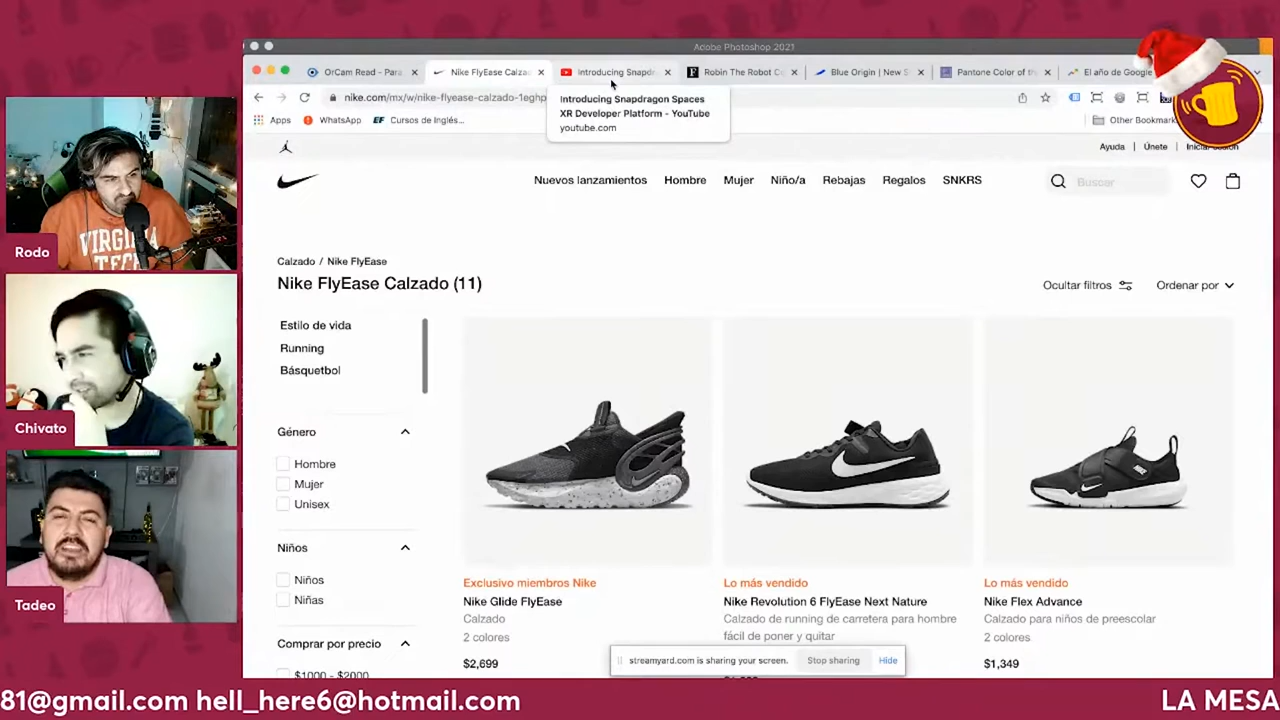 Adobe Photoshop 2021
OrCam Read - Para
Nike FlyEase Calza
Introducing Snapdr
Robin The Robot C
Blue Origin | New S
Pantone Color of th
El año de Google
nike.com/mx/w/nike-flyease-calzado-1eghp
Apps
WhatsApp
EF Cursos de Inglés...
Other Bookmark
Introducing Snapdragon Spaces
XR Developer Platform - YouTube
youtube.com
Ayuda | Únete | Iniciar sesión
Nuevos lanzamientos Hombre Mujer Niño/a Rebajas Regalos SNKRS
Buscar
VIRGINIA
TECH
Rodo
Calzado / Nike FlyEase
Nike FlyEase Calzado (11)
Ocultar filtros
Ordenar por
Estilo de vida
Running
Básquetbol
Género
Hombre
Mujer
Unisex
Chivato
Niños
Niños
Niñas
Comprar por precio
$1000 - $2000
Tadeo
Exclusivo miembros Nike
Nike Glide FlyEase
Calzado
2 colores
$2,699
Lo más vendido
Nike Revolution 6 FlyEase Next Nature
Calzado de running de carretera para hombre
fácil de poner y quitar
Lo más vendido
Nike Flex Advance
Calzado para niños de preescolar
2 colores
$1,349
streamyard.com is sharing your screen.
Stop sharing
Hide
81@gmail.com hell_here6@hotmail.com
LA MESA